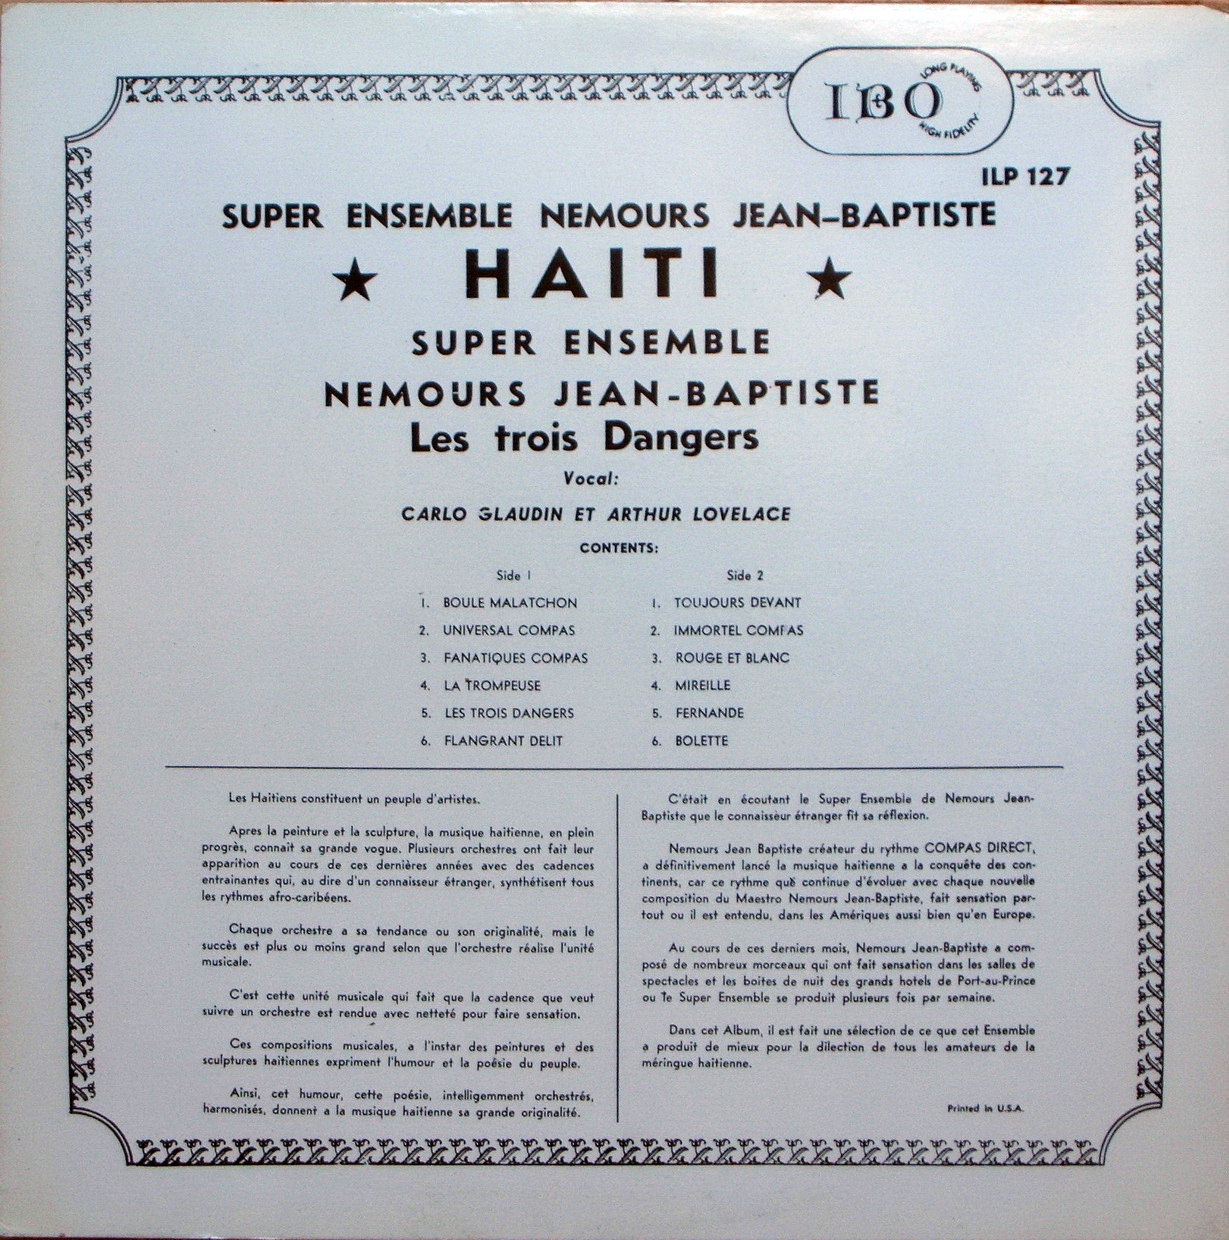 IBO
LONG PLAYING
HIGH FIDELITY
ILP 127
SUPER ENSEMBLE NEMOURS JEAN-BAPTISTE
★ HAITI ★
SUPER ENSEMBLE
NEMOURS JEAN-BAPTISTE
Les trois Dangers
Vocal:
CARLO GLAUDIN ET ARTHUR LOVELACE
CONTENTS:
Side 1
1. BOULE MALATCHON
2. UNIVERSAL COMPAS
3. FANATIQUES COMPAS
4. LA TROMPEUSE
5. LES TROIS DANGERS
6. FLANGRANT DELIT
Side 2
1. TOUJOURS DEVANT
2. IMMORTEL COMPAS
3. ROUGE ET BLANC
4. MIREILLE
5. FERNANDE
6. BOLETTE
Les Haitiens constituent un peuple d'artistes.
Apres la peinture et la sculpture, la musique haitienne, en plein
progrès, connait sa grande vogue. Plusieurs orchestres ont fait leur
apparition au cours de ces dernières années avec des cadences
entrainantes qui, au dire d'un connaisseur étranger, synthétisent tous
les rythmes afro-caribéens.
Chaque orchestre a sa tendance ou son originalité, mais le
succès est plus ou moins grand selon que l'orchestre réalise l'unité
musicale.
C'est cette unité musicale qui fait que la cadence que veut
suivre un orchestre est rendue avec netteté pour faire sensation.
Ces compositions musicales, a l'instar des peintures et des
sculptures haitiennes expriment l'humour et la poésie du peuple.
Ainsi, cet humour, cette poésie, intelligemment orchestrés,
harmonisés, donnent a la musique haitienne sa grande originalité.
C'était en écoutant le Super Ensemble de Nemours Jean-
Baptiste que le connaisseur étranger fit sa réflexion.
Nemours Jean Baptiste créateur du rythme COMPAS DIRECT,
a définitivement lancé la musique haitienne a la conquête des con-
tinents, car ce rythme qui continue d'évoluer avec chaque nouvelle
composition du Maestro Nemours Jean-Baptiste, fait sensation par-
tout ou il est entendu, dans les Amériques aussi bien qu'en Europe.
Au cours de ces derniers mois, Nemours Jean-Baptiste a com-
posé de nombreux morceaux qui ont fait sensation dans les salles de
spectacles et les boites de nuit des grands hotels de Port-au-Prince
ou le Super Ensemble se produit plusieurs fois par semaine.
Dans cet Album, il est fait une sélection de ce que cet Ensemble
a produit de mieux pour la dilection de tous les amateurs de la
méringue haitienne.
Printed in U.S.A.